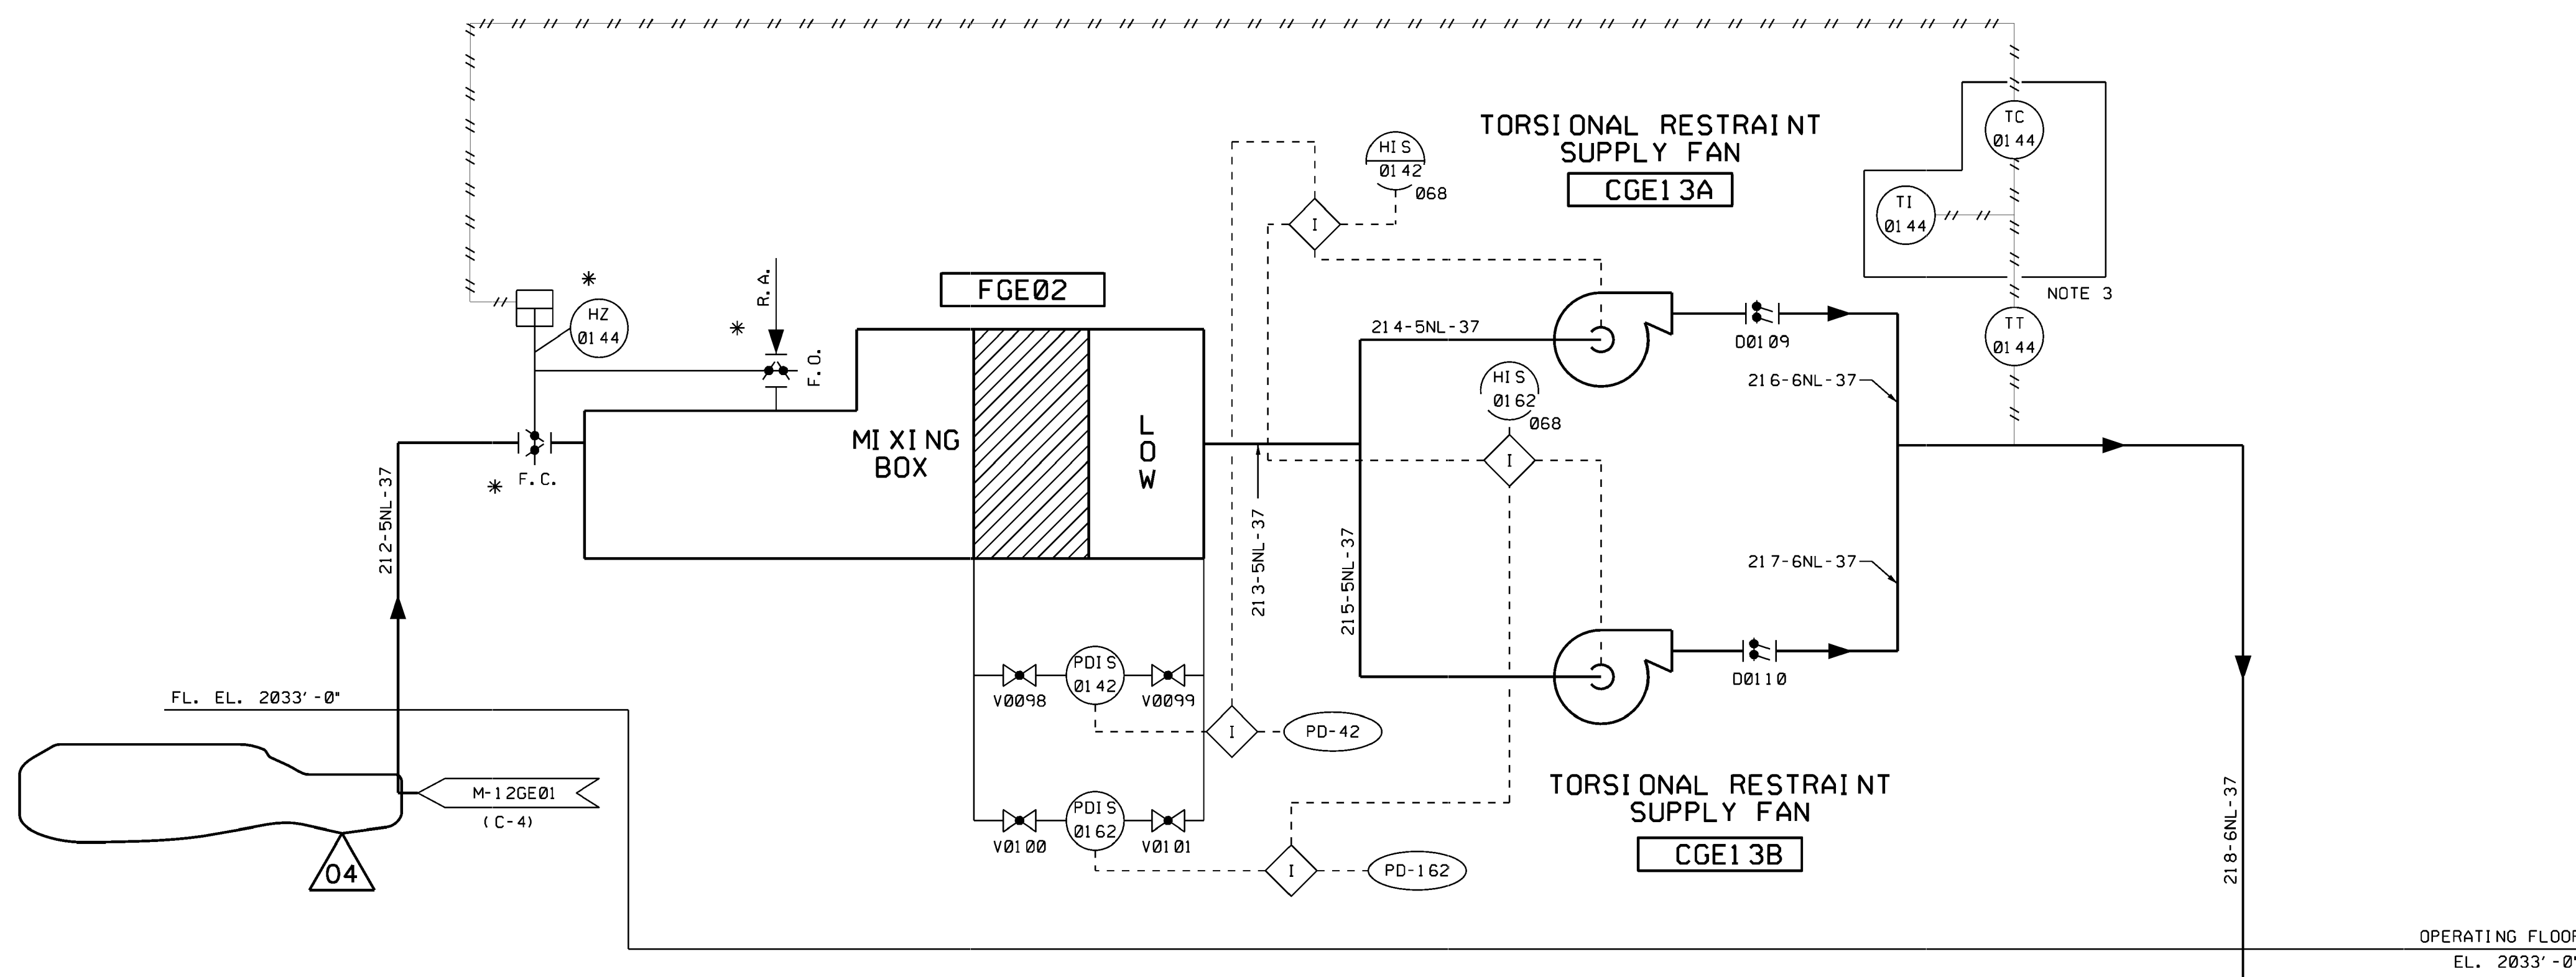 TORSIONAL RESTRAINT
SUPPLY FAN
CGE13A
HIS
0142
068
TC
0144
TI
0144
NOTE 3
TT
0144
*
HZ
0144
R.A.
*
F.O.
FGE02
MIXING
BOX
LOW
*
F.C.
212-5NL-37
213-5NL-37
214-5NL-37
215-5NL-37
HIS
0162
068
I
I
D0109
216-6NL-37
217-6NL-37
D0110
FL. EL. 2033'-0"
M-12GE01
(C-4)
04
PDIS
0142
V0098
V0099
I
PD-42
PDIS
0162
V0100
V0101
I
PD-162
TORSIONAL RESTRAINT
SUPPLY FAN
CGE13B
218-6NL-37
OPERATING FLOOR
EL. 2033'-0"